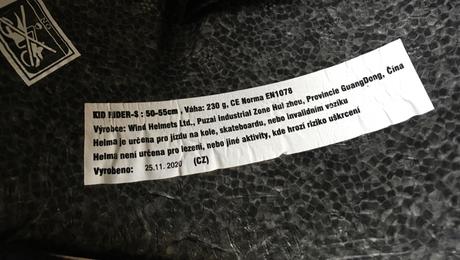 KID RIDER-S : 50-55cm , Váha: 230 g, CE Norma EN1078
Výrobce: Wind Helmets Ltd., Puzai Industrial Zone Hui zhou, Provincie GuangDong, Čína
Helma je určena pro jízdu na kole, skateboardu, nebo invalidním vozíku
Helma není určena pro lezení, nebo jiné aktivity, kde hrozí riziko uškrcení
Vyrobeno: 25.11. 2020 (CZ)